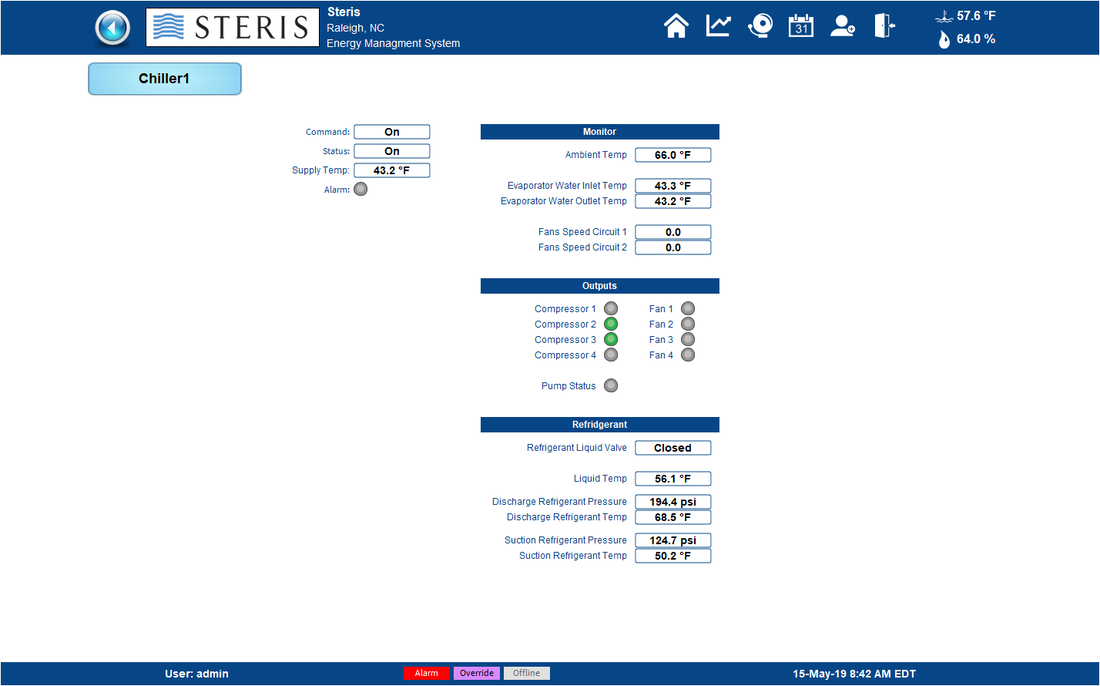 STERIS
Steris
Raleigh, NC
Energy Managment System
31
57.6 °F
64.0 %
Chiller1
Command: On
Status: On
Supply Temp: 43.2 °F
Alarm:
Monitor
Ambient Temp 66.0 °F
Evaporator Water Inlet Temp 43.3 °F
Evaporator Water Outlet Temp 43.2 °F
Fans Speed Circuit 1 0.0
Fans Speed Circuit 2 0.0
Outputs
Compressor 1 Fan 1
Compressor 2 Fan 2
Compressor 3 Fan 3
Compressor 4 Fan 4
Pump Status
Refridgerant
Refrigerant Liquid Valve Closed
Liquid Temp 56.1 °F
Discharge Refrigerant Pressure 194.4 psi
Discharge Refrigerant Temp 68.5 °F
Suction Refrigerant Pressure 124.7 psi
Suction Refrigerant Temp 50.2 °F
User: admin Alarm Override Offline 15-May-19 8:42 AM EDT